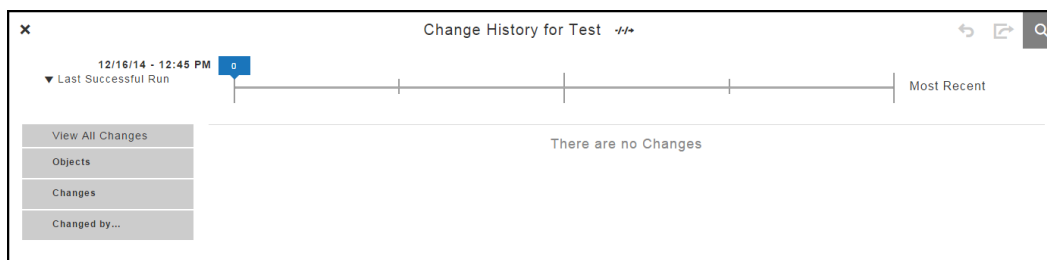 Change History for Test
12/16/14 - 12:45 PM
0
Last Successful Run
Most Recent
View All Changes
There are no Changes
Objects
Changes
Changed by...